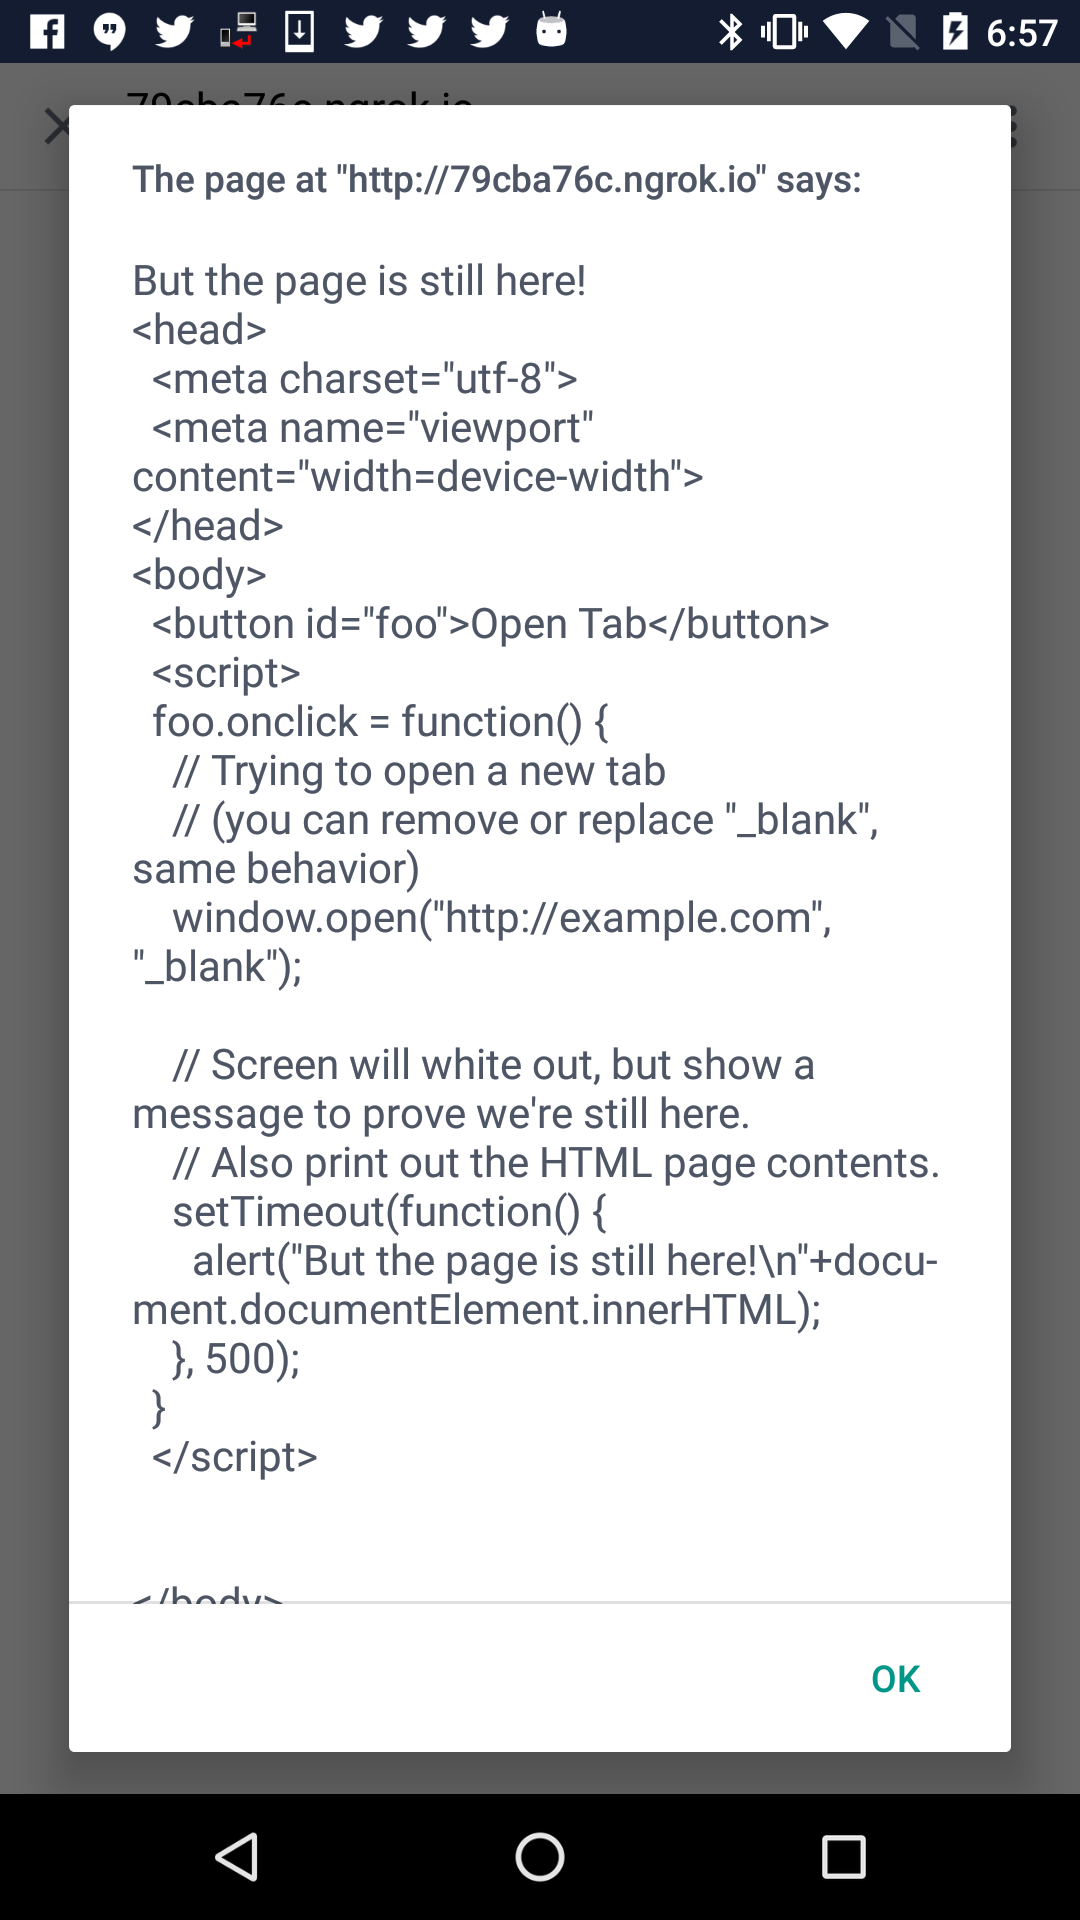 6:57
79cba76c.ngrok.io
The page at "http://79cba76c.ngrok.io" says:
But the page is still here!
<head>
<meta charset="utf-8">
<meta name="viewport"
content="width=device-width">
</head>
<body>
<button id="foo">Open Tab</button>
<script>
foo.onclick = function() {
// Trying to open a new tab
// (you can remove or replace "_blank",
same behavior)
window.open("http://example.com",
"_blank");
// Screen will white out, but show a
message to prove we're still here.
// Also print out the HTML page contents.
setTimeout(function() {
alert("But the page is still here!\n"+docu-
ment.documentElement.innerHTML);
}, 500);
}
</script>
</body>
OK